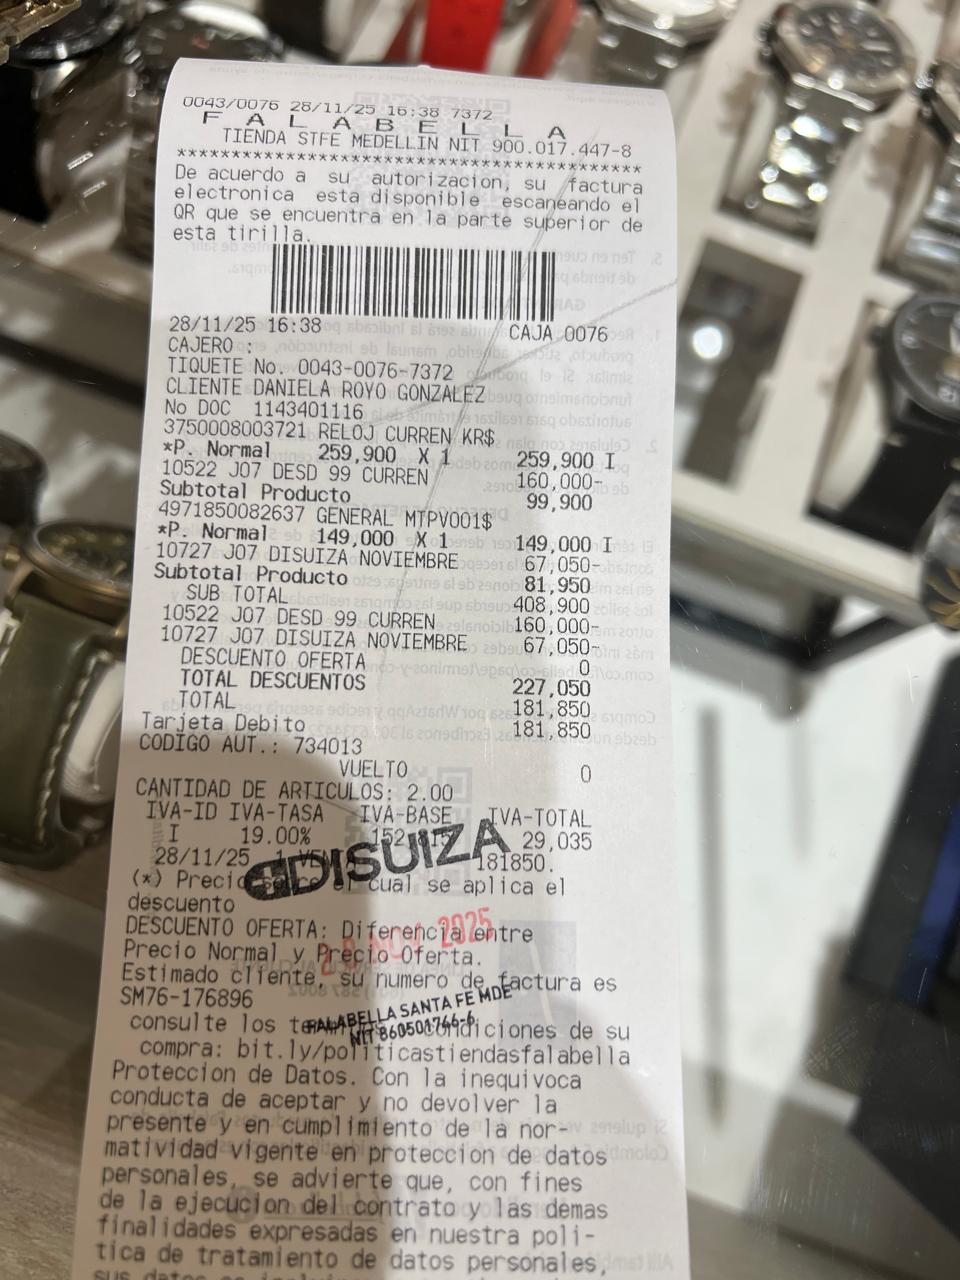 0043/0076 28/11/25 16:38 7372
F A L A B E L L A
TIENDA STFE MEDELLIN NIT 900.017.447-8
*******************************************
De acuerdo a su autorizacion, su factura
electronica esta disponible escaneando el
QR que se encuentra en la parte superior de
esta tirilla.
28/11/25 16:38 CAJA 0076
CAJERO :
TIQUETE No. 0043-0076-7372
CLIENTE DANIELA ROYO GONZALEZ
No DOC 1143401116
3750008003721 RELOJ CURREN KR$
*P. Normal 259,900 X 1 259,900 I
10522 J07 DESD 99 CURREN 160,000-
Subtotal Producto 99,900
4971850082637 GENERAL MTPV001$
*P. Normal 149,000 X 1 149,000 I
10727 J07 DISUIZA NOVIEMBRE 67,050-
Subtotal Producto 81,950
SUB TOTAL 408,900
10522 J07 DESD 99 CURREN 160,000-
10727 J07 DISUIZA NOVIEMBRE 67,050-
DESCUENTO OFERTA 0
TOTAL DESCUENTOS 227,050
TOTAL 181,850
Tarjeta Debito 181,850
CODIGO AUT.: 734013
VUELTO 0
CANTIDAD DE ARTICULOS: 2.00
IVA-ID IVA-TASA IVA-BASE IVA-TOTAL
I 19.00% 29,035
28/11/25 181850.
DISUIZA
(*) Precio el cual se aplica el
descuento
DESCUENTO OFERTA: Diferencia entre
NOV 2025
Precio Normal y Precio Oferta.
Estimado cliente, su numero de factura es
SM76-176896
FALABELLA SANTA FE MDE
NIT 860501766-6
consulte los condiciones de su
compra: bit.ly/politicastiendasfalabella
Proteccion de Datos. Con la inequivoca
conducta de aceptar y no devolver la
presente y en cumplimiento de la nor-
matividad vigente en proteccion de datos
personales, se advierte que, con fines
de la ejecucion del contrato y las demas
finalidades expresadas en nuestra poli-
tica de tratamiento de datos personales,